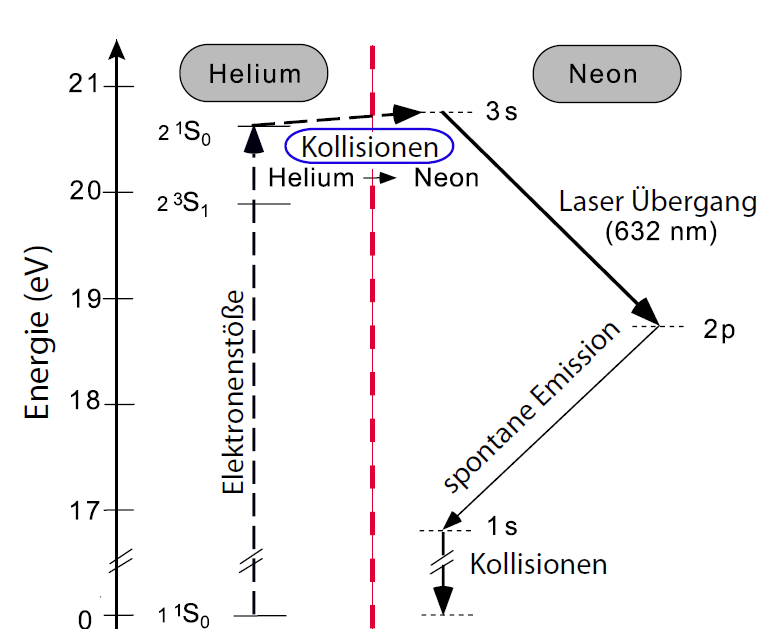 Helium
Neon
21
3 s
2 ¹S₀
Kollisionen
Helium → Neon
20
2 ³S₁
Laser Übergang
(632 nm)
Energie (eV)
19
Elektronenstöße
2p
spontane Emission
18
17
1 s
Kollisionen
0
1 ¹S₀